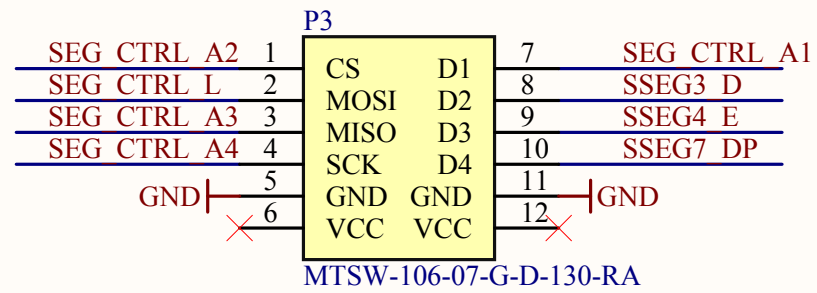 P3
SEG CTRL A2 1 CS D1 7 SEG CTRL A1
SEG CTRL L 2 MOSI D2 8 SSEG3 D
SEG CTRL A3 3 MISO D3 9 SSEG4 E
SEG CTRL A4 4 SCK D4 10 SSEG7 DP
GND 5 GND GND 11 GND
6 VCC VCC 12
MTSW-106-07-G-D-130-RA